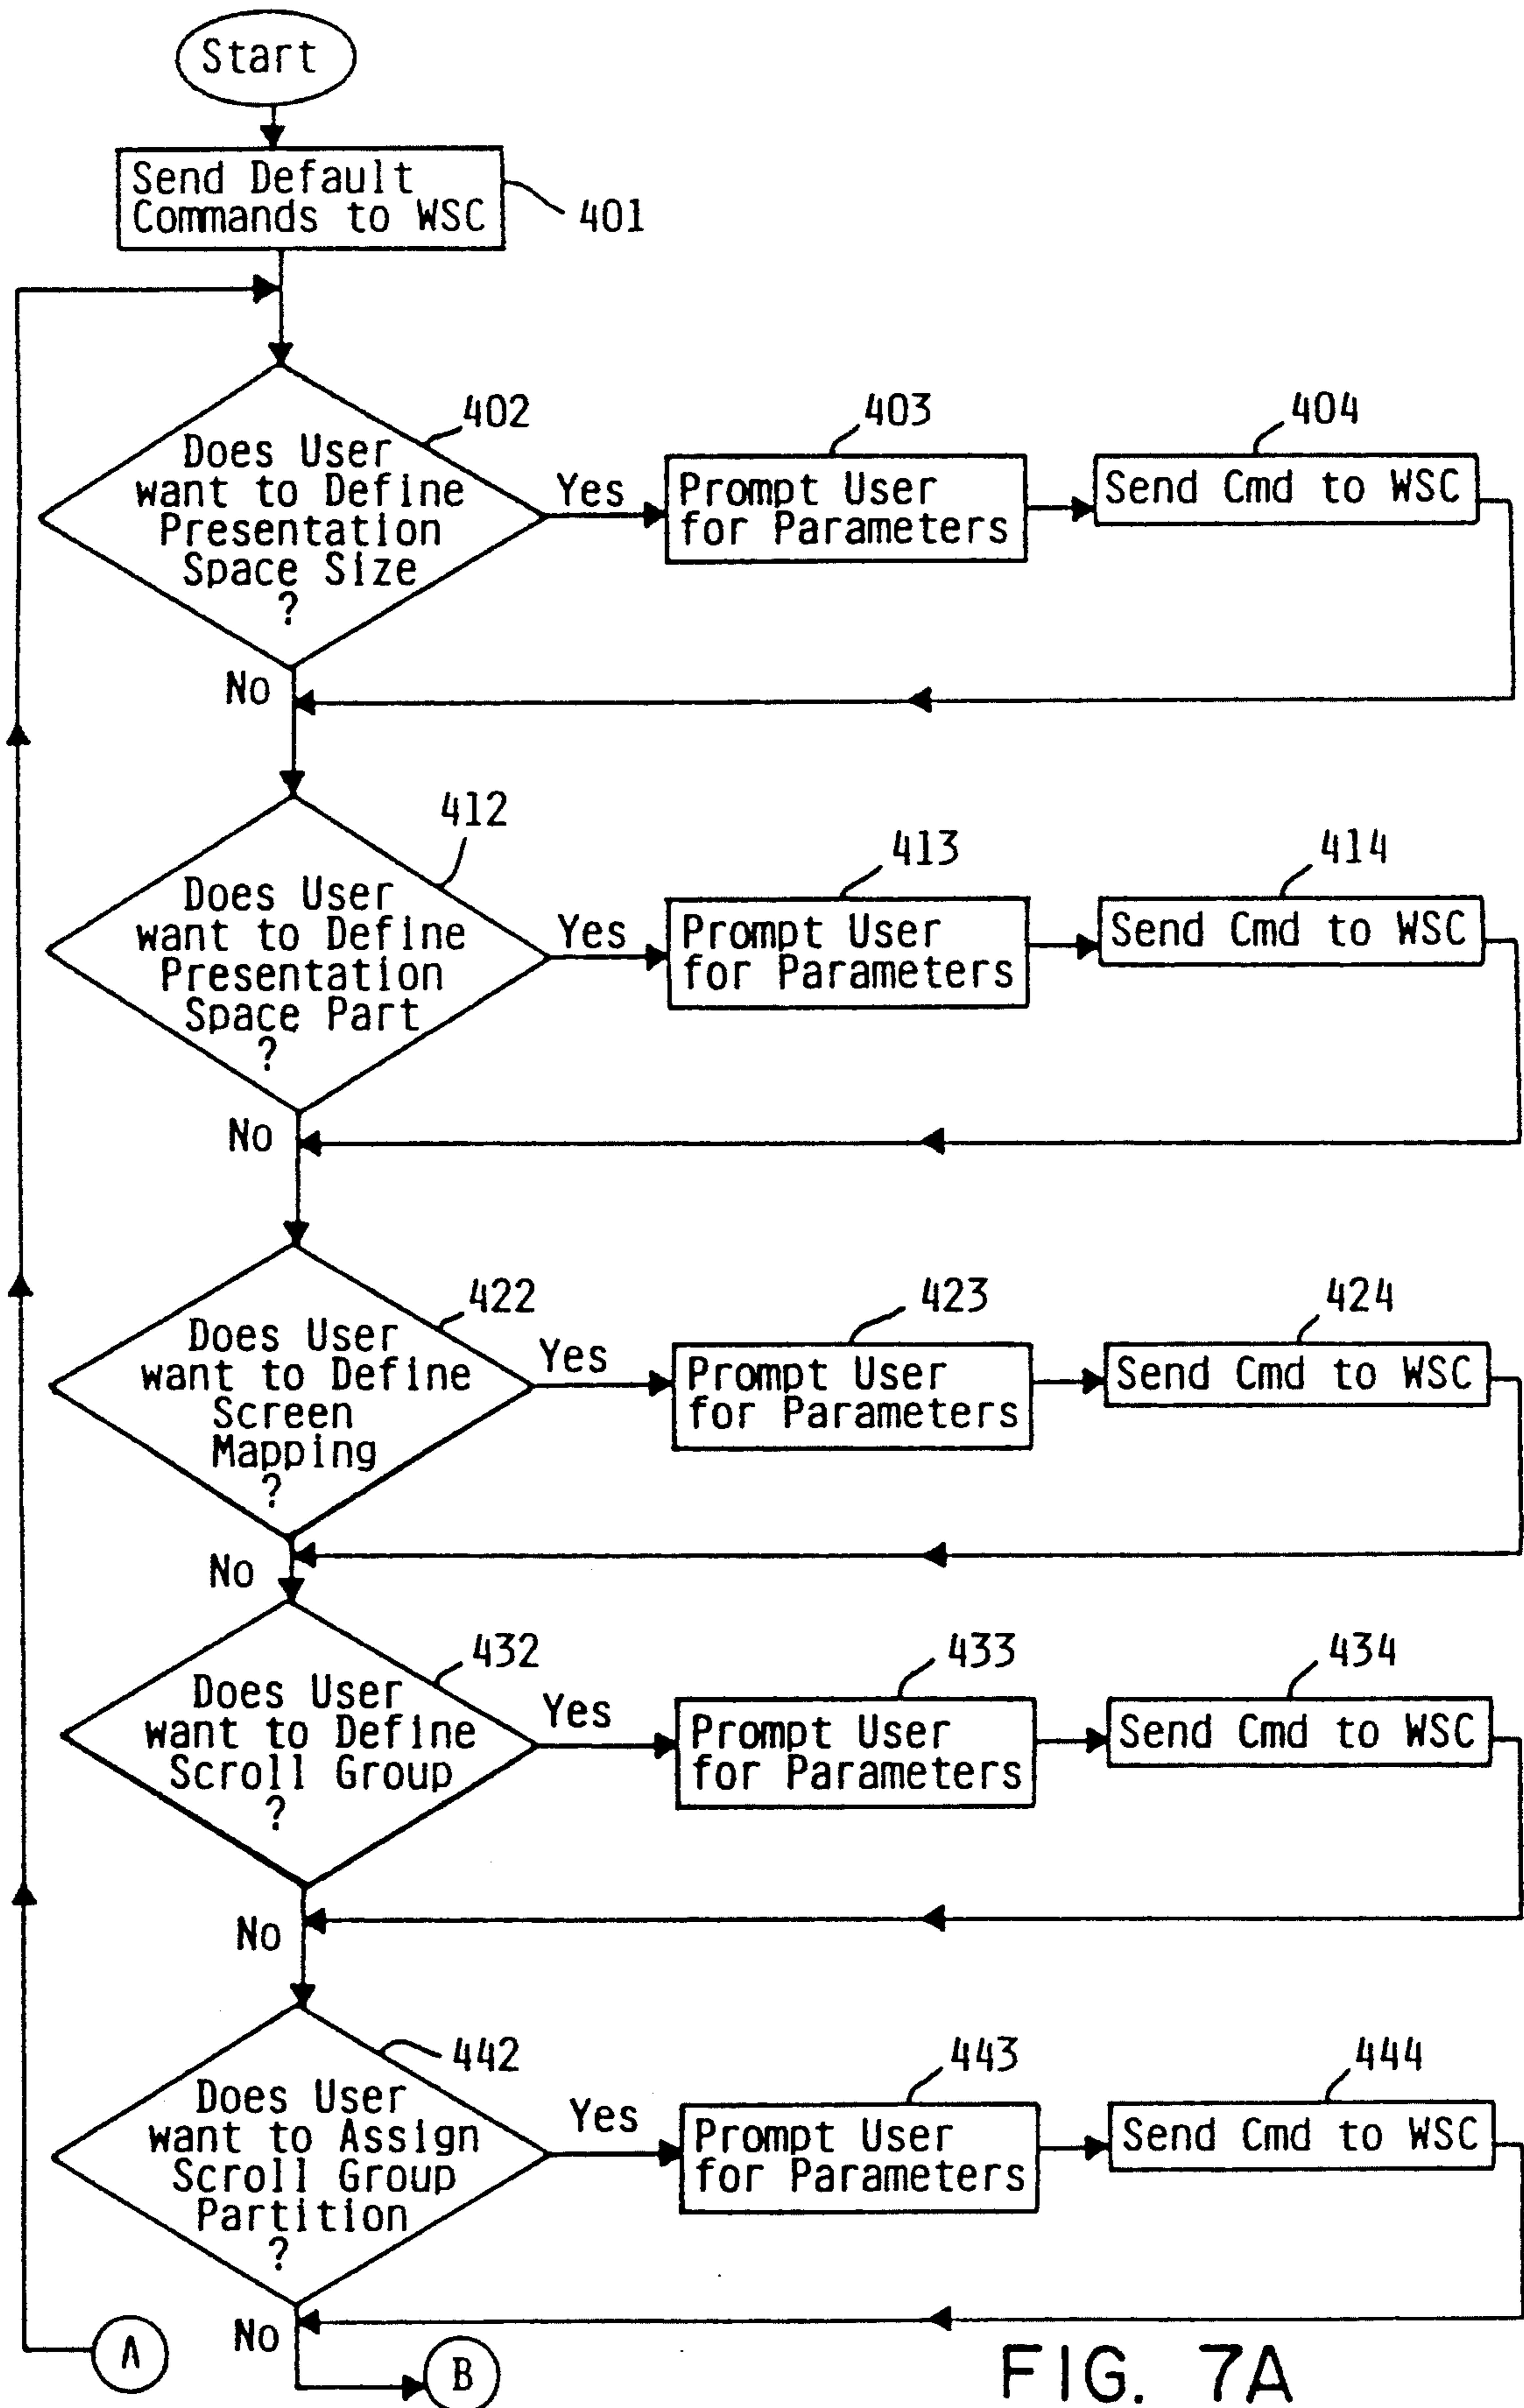 Start
Send Default
Commands to WSC
401
402
Does User
want to Define
Presentation
Space Size
?
Yes
403
Prompt User
for Parameters
404
Send Cmd to WSC
No
412
Does User
want to Define
Presentation
Space Part
?
Yes
413
Prompt User
for Parameters
414
Send Cmd to WSC
No
422
Does User
want to Define
Screen
Mapping
?
Yes
423
Prompt User
for Parameters
424
Send Cmd to WSC
No
432
Does User
want to Define
Scroll Group
?
Yes
433
Prompt User
for Parameters
434
Send Cmd to WSC
No
442
Does User
want to Assign
Scroll Group
Partition
?
Yes
443
Prompt User
for Parameters
444
Send Cmd to WSC
No
A
B
FIG. 7A